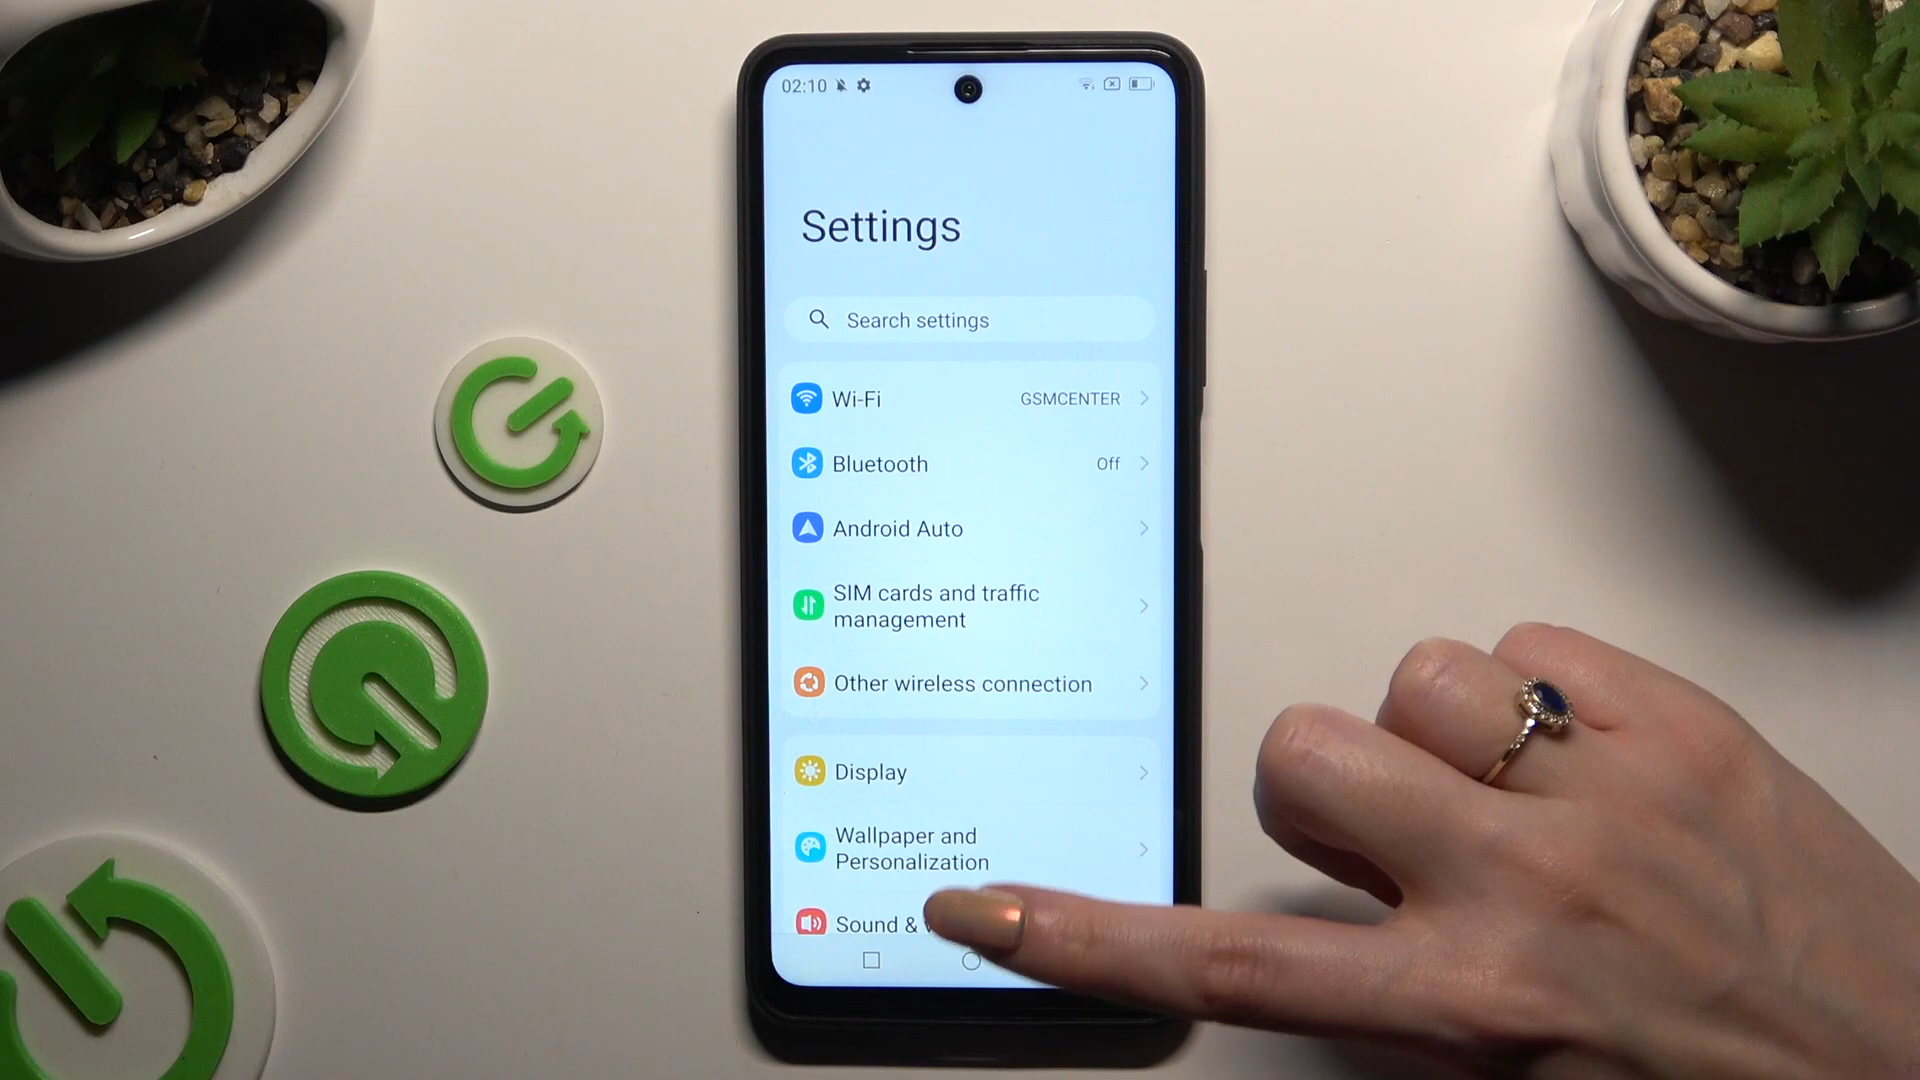 02:10
Settings
Search settings
Wi-Fi GSMCENTER
Bluetooth Off
Android Auto
SIM cards and traffic
management
Other wireless connection
Display
Wallpaper and
Personalization
Sound &